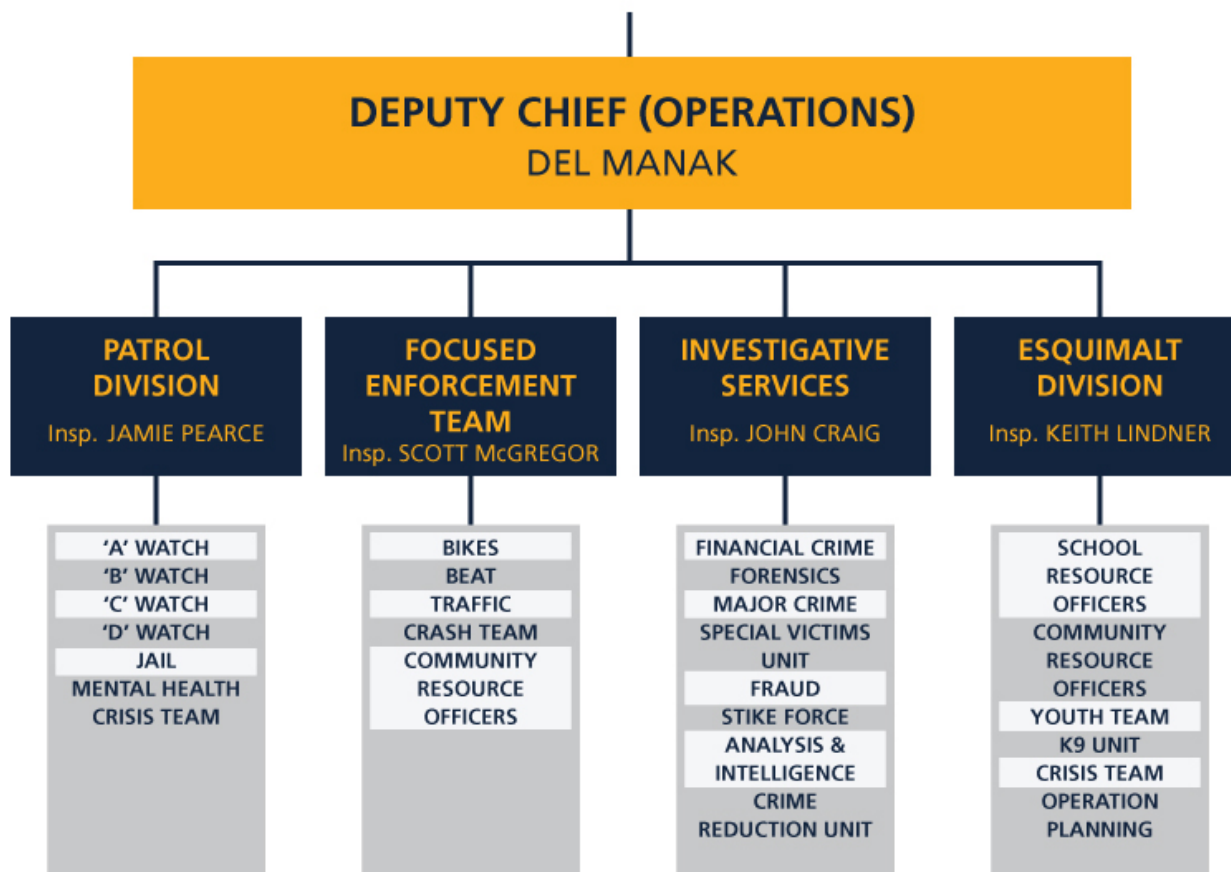 DEPUTY CHIEF (OPERATIONS)
DEL MANAK
PATROL
DIVISION
Insp. JAMIE PEARCE
FOCUSED
ENFORCEMENT
TEAM
Insp. SCOTT McGREGOR
INVESTIGATIVE
SERVICES
Insp. JOHN CRAIG
ESQUIMALT
DIVISION
Insp. KEITH LINDNER
‘A’ WATCH
‘B’ WATCH
‘C’ WATCH
‘D’ WATCH
JAIL
MENTAL HEALTH
CRISIS TEAM
BIKES
BEAT
TRAFFIC
CRASH TEAM
COMMUNITY
RESOURCE
OFFICERS
FINANCIAL CRIME
FORENSICS
MAJOR CRIME
SPECIAL VICTIMS
UNIT
FRAUD
STIKE FORCE
ANALYSIS &
INTELLIGENCE
CRIME
REDUCTION UNIT
SCHOOL
RESOURCE
OFFICERS
COMMUNITY
RESOURCE
OFFICERS
YOUTH TEAM
K9 UNIT
CRISIS TEAM
OPERATION
PLANNING